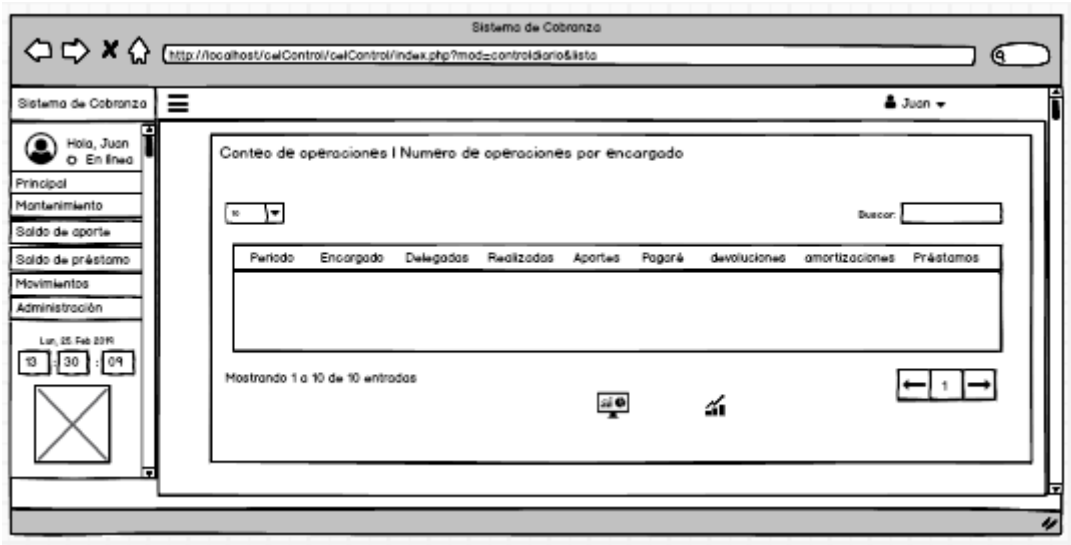 Sistema de Cobranza
http://localhost/celControl/celControl/index.php?mod=controldiario&lista
Sistema de Cobranza
Juan
Hola, Juan
En línea
Principal
Mantenimiento
Saldo de aporte
Saldo de préstamo
Movimientos
Administración
Lun, 25 Feb 2019
13 : 30 : 09
Conteo de operaciones | Numero de operaciones por encargado
10
Buscar:
Periodo Encargado Delegadas Realizadas Aportes Pagaré devoluciones amortizaciones Préstamos
Mostrando 1 a 10 de 10 entradas
1